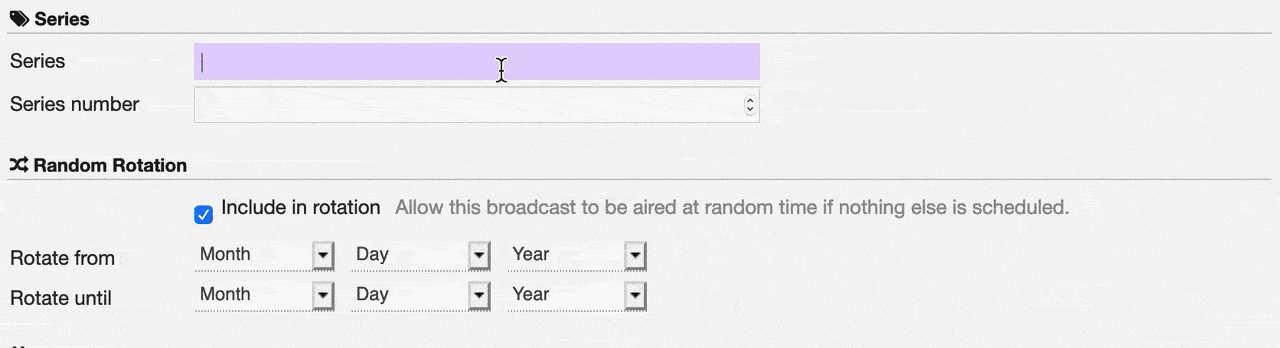 Series
Series
Series number
Random Rotation
Include in rotation Allow this broadcast to be aired at random time if nothing else is scheduled.
Rotate from Month Day Year
Rotate until Month Day Year